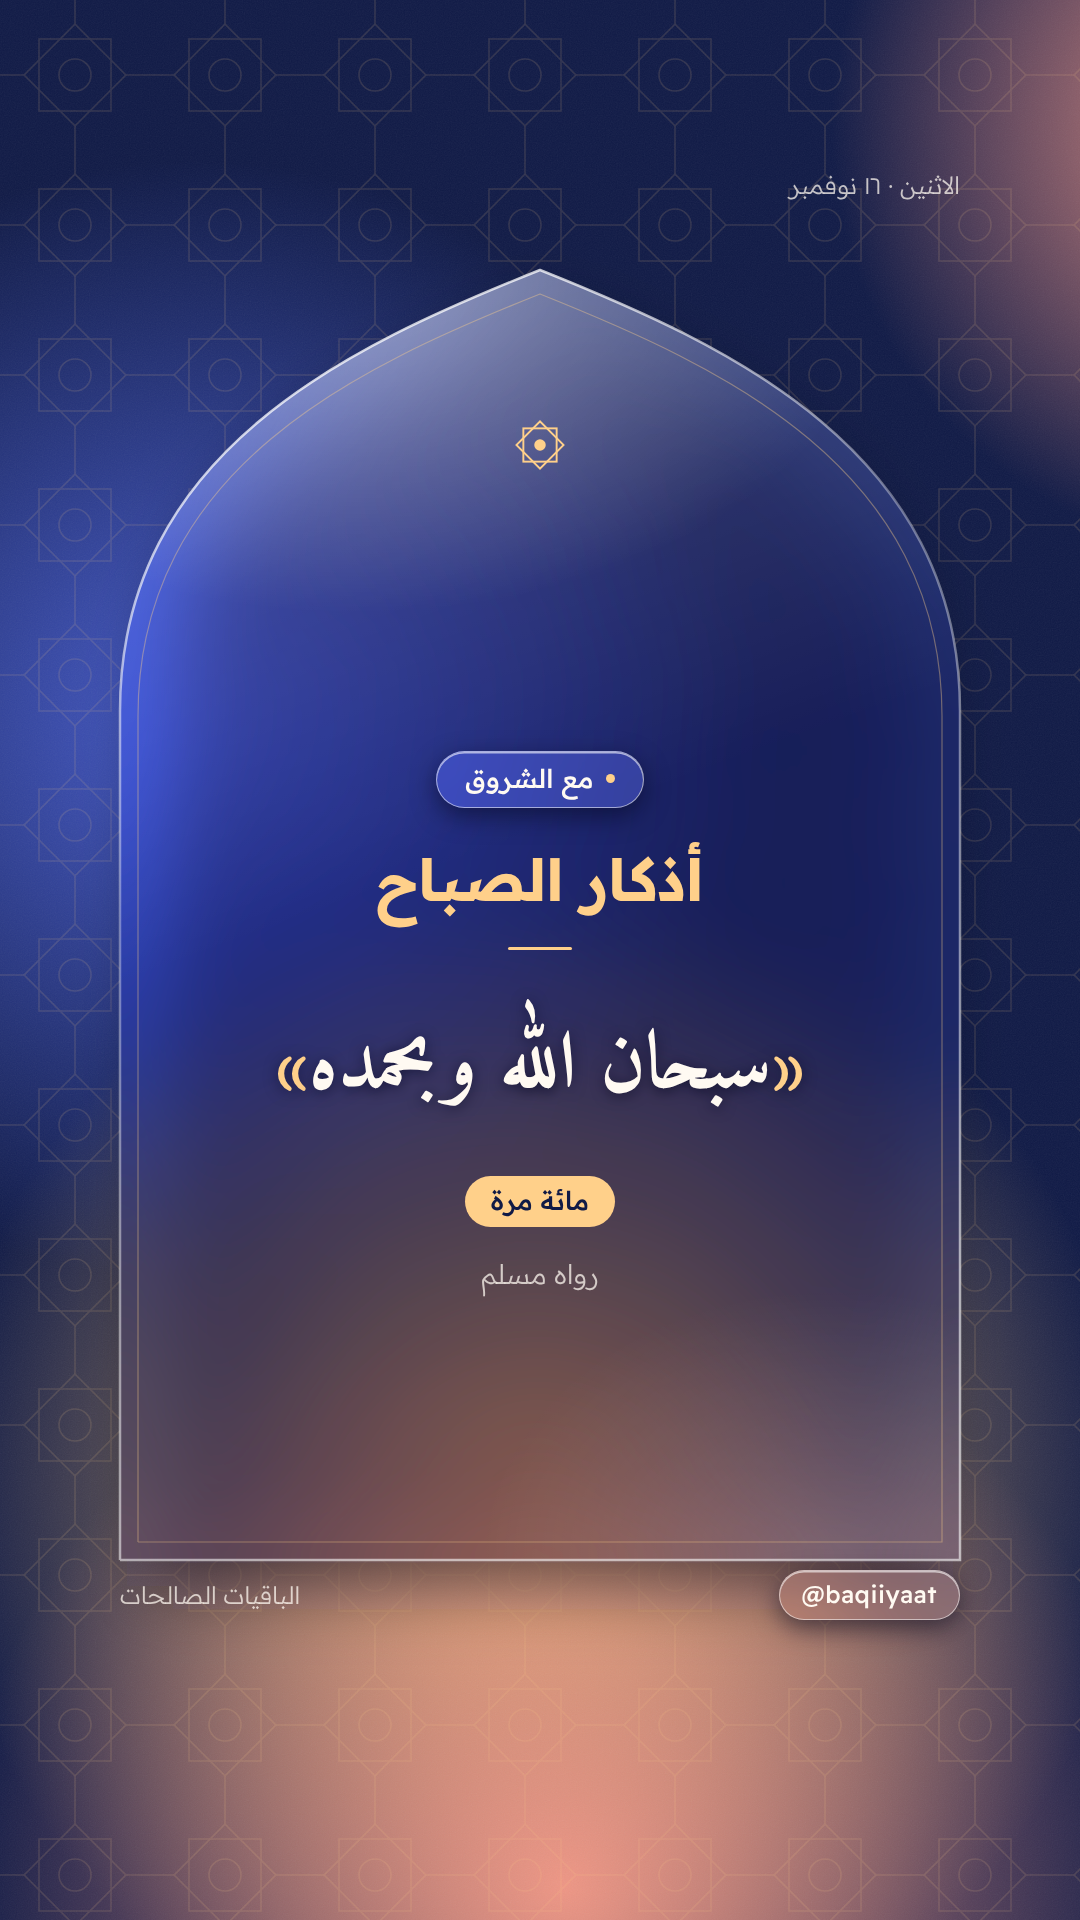 الاثنين · ١٦ نوفمبر
مع الشروق
أذكار الصباح
«سبحان الله وبحمده»
مائة مرة
رواه مسلم
@baqiiyaat
الباقيات الصالحات